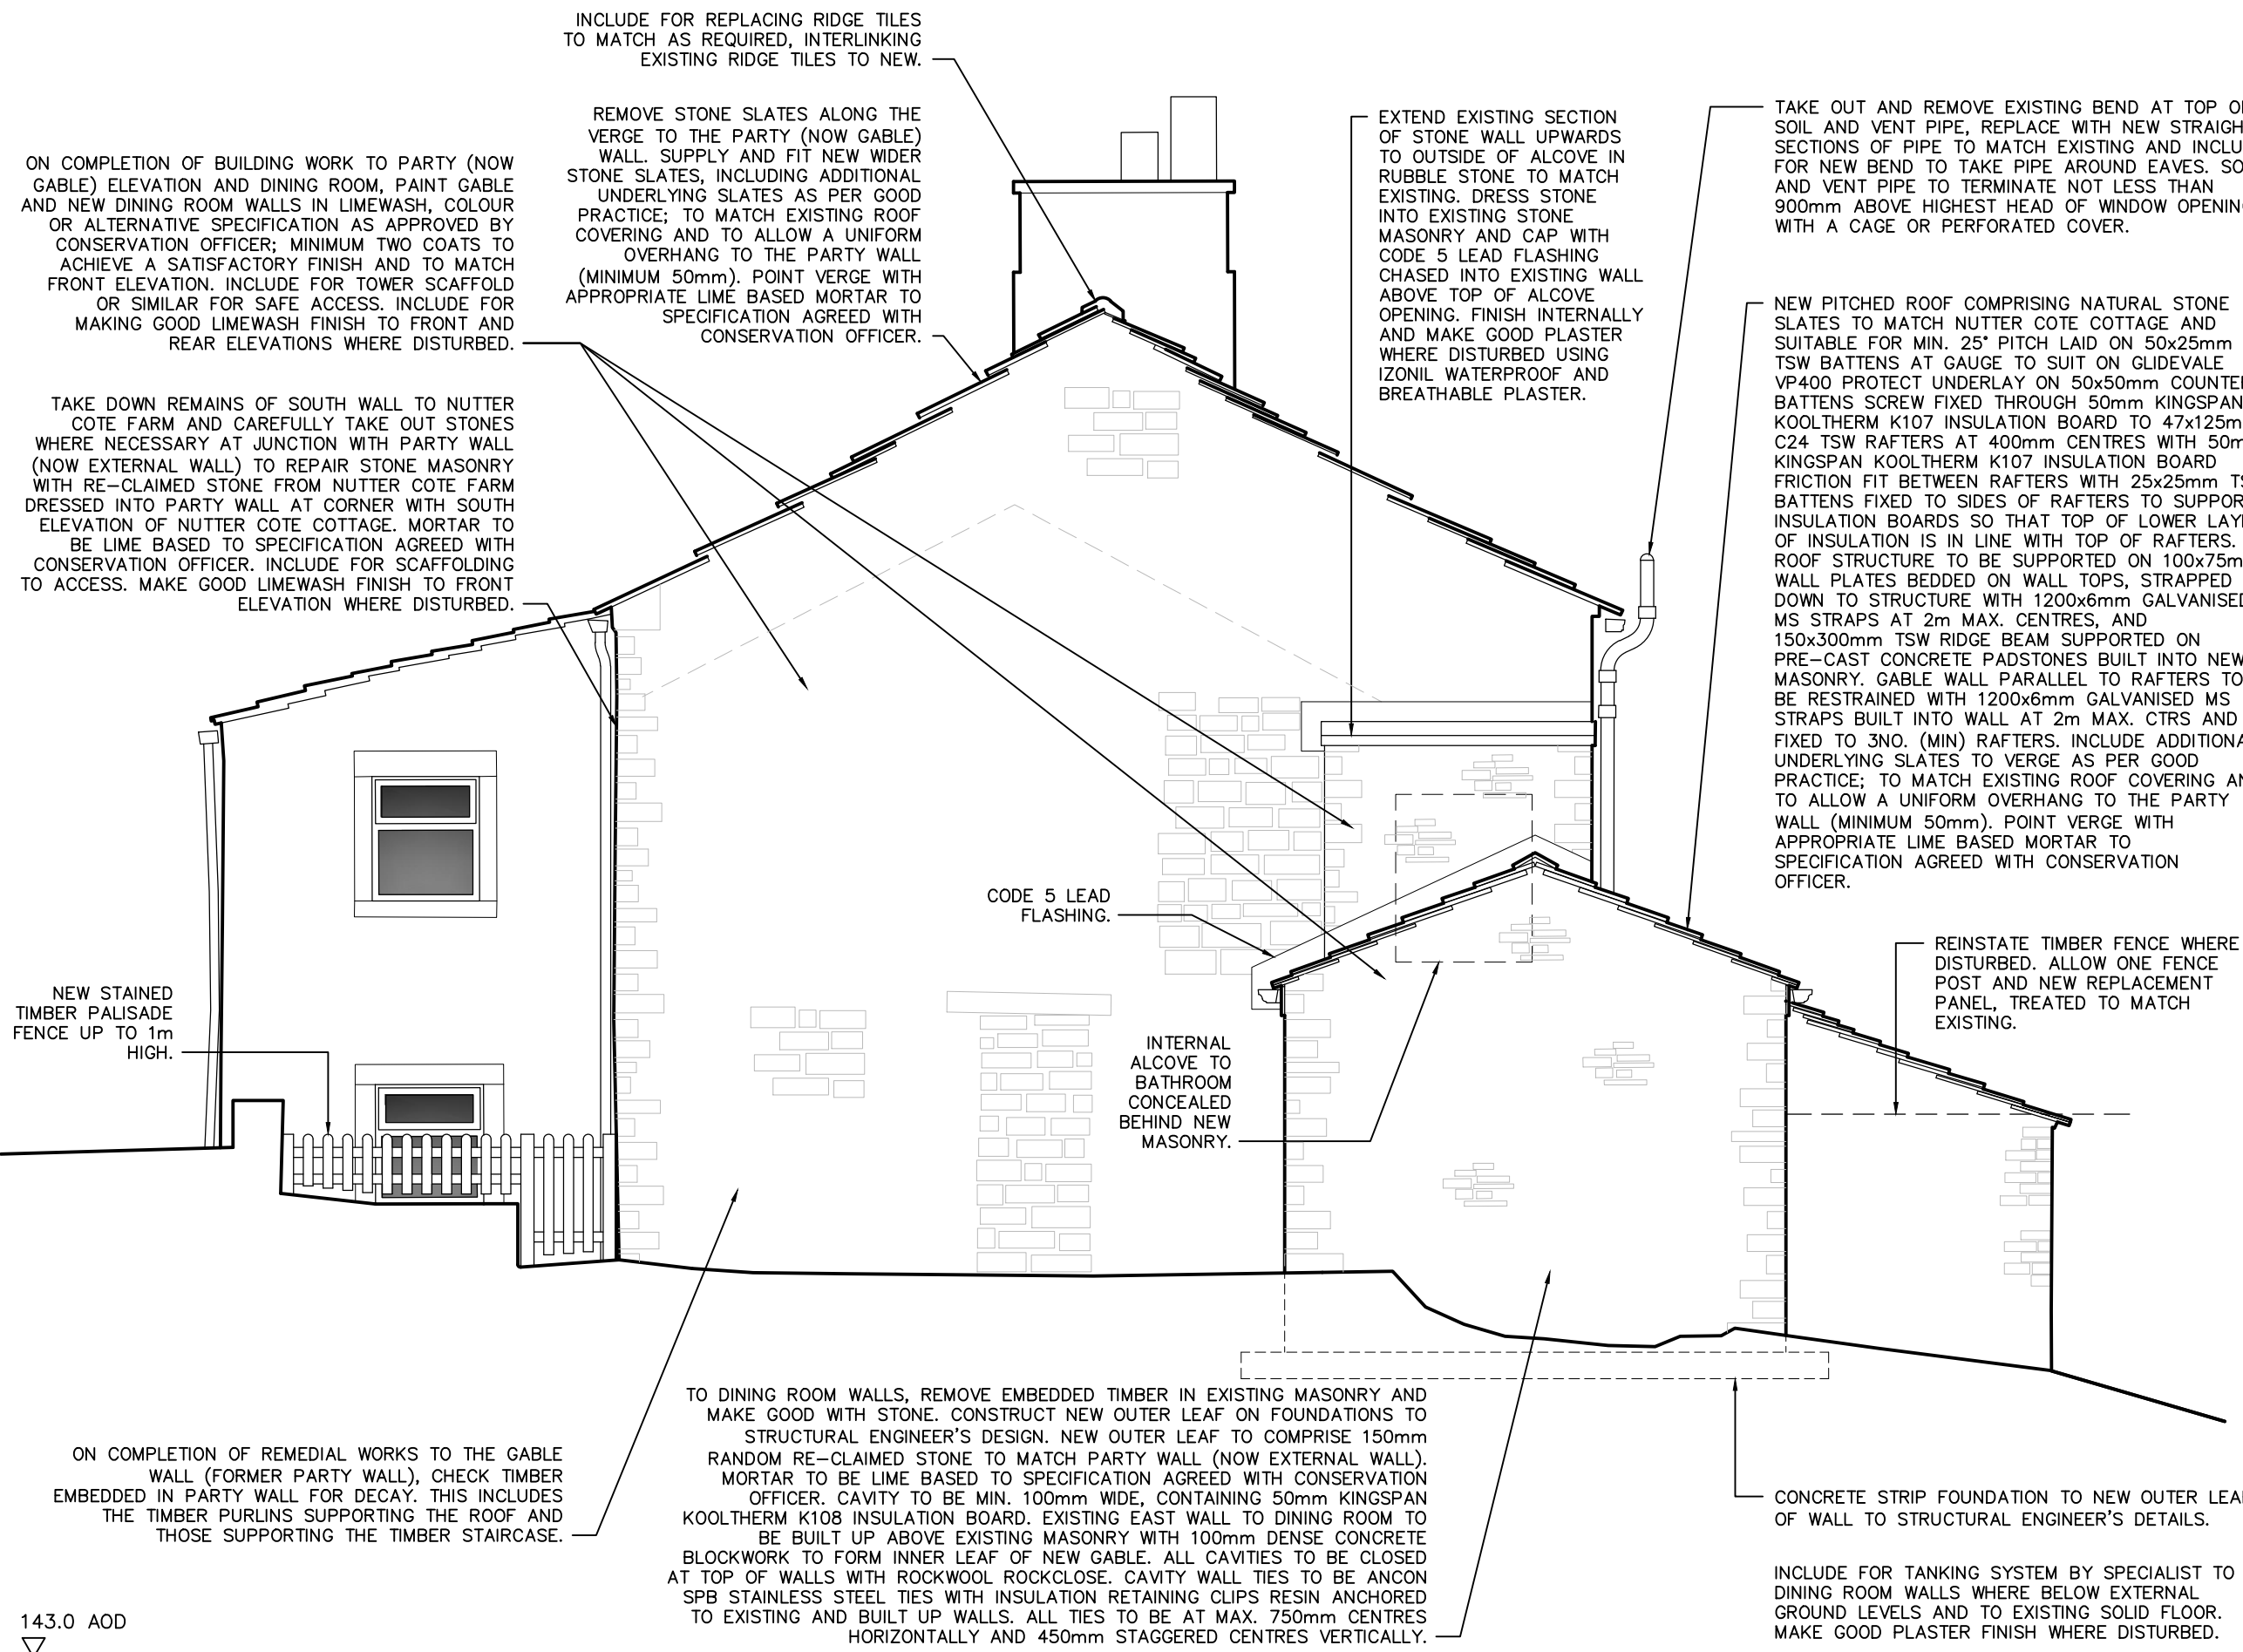 INCLUDE FOR REPLACING RIDGE TILES
TO MATCH AS REQUIRED, INTERLINKING
EXISTING RIDGE TILES TO NEW.
REMOVE STONE SLATES ALONG THE
VERGE TO THE PARTY (NOW GABLE)
WALL. SUPPLY AND FIT NEW WIDER
STONE SLATES, INCLUDING ADDITIONAL
UNDERLYING SLATES AS PER GOOD
PRACTICE; TO MATCH EXISTING ROOF
COVERING AND TO ALLOW A UNIFORM
OVERHANG TO THE PARTY WALL
(MINIMUM 50mm). POINT VERGE WITH
APPROPRIATE LIME BASED MORTAR TO
SPECIFICATION AGREED WITH
CONSERVATION OFFICER.
ON COMPLETION OF BUILDING WORK TO PARTY (NOW
GABLE) ELEVATION AND DINING ROOM, PAINT GABLE
AND NEW DINING ROOM WALLS IN LIMEWASH, COLOUR
OR ALTERNATIVE SPECIFICATION AS APPROVED BY
CONSERVATION OFFICER; MINIMUM TWO COATS TO
ACHIEVE A SATISFACTORY FINISH AND TO MATCH
FRONT ELEVATION. INCLUDE FOR TOWER SCAFFOLD
OR SIMILAR FOR SAFE ACCESS. INCLUDE FOR
MAKING GOOD LIMEWASH FINISH TO FRONT AND
REAR ELEVATIONS WHERE DISTURBED.
TAKE DOWN REMAINS OF SOUTH WALL TO NUTTER
COTE FARM AND CAREFULLY TAKE OUT STONES
WHERE NECESSARY AT JUNCTION WITH PARTY WALL
(NOW EXTERNAL WALL) TO REPAIR STONE MASONRY
WITH RE-CLAIMED STONE FROM NUTTER COTE FARM
DRESSED INTO PARTY WALL AT CORNER WITH SOUTH
ELEVATION OF NUTTER COTE COTTAGE. MORTAR TO
BE LIME BASED TO SPECIFICATION AGREED WITH
CONSERVATION OFFICER. INCLUDE FOR SCAFFOLDING
TO ACCESS. MAKE GOOD LIMEWASH FINISH TO FRONT
ELEVATION WHERE DISTURBED.
EXTEND EXISTING SECTION
OF STONE WALL UPWARDS
TO OUTSIDE OF ALCOVE IN
RUBBLE STONE TO MATCH
EXISTING. DRESS STONE
INTO EXISTING STONE
MASONRY AND CAP WITH
CODE 5 LEAD FLASHING
CHASED INTO EXISTING WALL
ABOVE TOP OF ALCOVE
OPENING. FINISH INTERNALLY
AND MAKE GOOD PLASTER
WHERE DISTURBED USING
IZONIL WATERPROOF AND
BREATHABLE PLASTER.
TAKE OUT AND REMOVE EXISTING BEND AT TOP
SOIL AND VENT PIPE, REPLACE WITH NEW
SECTIONS OF PIPE TO MATCH EXISTING AND
FOR NEW BEND TO TAKE PIPE AROUND EAVES.
AND VENT PIPE TO TERMINATE NOT LESS THAN
900mm ABOVE HIGHEST HEAD OF WINDOW
WITH A CAGE OR PERFORATED COVER.
NEW PITCHED ROOF COMPRISING NATURAL STONE
SLATES TO MATCH NUTTER COTE COTTAGE AND
SUITABLE FOR MIN. 25° PITCH LAID ON 50x25mm
TSW BATTENS AT GAUGE TO SUIT ON GLIDEVALE
VP400 PROTECT UNDERLAY ON 50x50mm
BATTENS SCREW FIXED THROUGH 50mm KINGSPAN
KOOLTHERM K107 INSULATION BOARD TO
C24 TSW RAFTERS AT 400mm CENTRES WITH
KINGSPAN KOOLTHERM K107 INSULATION BOARD
FRICTION FIT BETWEEN RAFTERS WITH 25x25mm
BATTENS FIXED TO SIDES OF RAFTERS TO
INSULATION BOARDS SO THAT TOP OF LOWER
OF INSULATION IS IN LINE WITH TOP OF RAFTERS.
ROOF STRUCTURE TO BE SUPPORTED ON
WALL PLATES BEDDED ON WALL TOPS, STRAPPED
DOWN TO STRUCTURE WITH 1200x6mm GALVANISED
MS STRAPS AT 2m MAX. CENTRES, AND
150x300mm TSW RIDGE BEAM SUPPORTED ON
PRE-CAST CONCRETE PADSTONES BUILT INTO NEW
MASONRY. GABLE WALL PARALLEL TO RAFTERS TO
BE RESTRAINED WITH 1200x6mm GALVANISED MS
STRAPS BUILT INTO WALL AT 2m MAX. CTRS AND
FIXED TO 3NO. (MIN) RAFTERS. INCLUDE
UNDERLYING SLATES TO VERGE AS PER GOOD
PRACTICE; TO MATCH EXISTING ROOF COVERING
TO ALLOW A UNIFORM OVERHANG TO THE PARTY
WALL (MINIMUM 50mm). POINT VERGE WITH
APPROPRIATE LIME BASED MORTAR TO
SPECIFICATION AGREED WITH CONSERVATION
OFFICER.
CODE 5 LEAD
FLASHING.
REINSTATE TIMBER FENCE WHERE
DISTURBED. ALLOW ONE FENCE
POST AND NEW REPLACEMENT
PANEL, TREATED TO MATCH
EXISTING.
NEW STAINED
TIMBER PALISADE
FENCE UP TO 1m
HIGH.
INTERNAL
ALCOVE TO
BATHROOM
CONCEALED
BEHIND NEW
MASONRY.
TO DINING ROOM WALLS, REMOVE EMBEDDED TIMBER IN EXISTING MASONRY AND
MAKE GOOD WITH STONE. CONSTRUCT NEW OUTER LEAF ON FOUNDATIONS TO
STRUCTURAL ENGINEER'S DESIGN. NEW OUTER LEAF TO COMPRISE 150mm
RANDOM RE-CLAIMED STONE TO MATCH PARTY WALL (NOW EXTERNAL WALL).
MORTAR TO BE LIME BASED TO SPECIFICATION AGREED WITH CONSERVATION
OFFICER. CAVITY TO BE MIN. 100mm WIDE, CONTAINING 50mm KINGSPAN
KOOLTHERM K108 INSULATION BOARD. EXISTING EAST WALL TO DINING ROOM TO
BE BUILT UP ABOVE EXISTING MASONRY WITH 100mm DENSE CONCRETE
BLOCKWORK TO FORM INNER LEAF OF NEW GABLE. ALL CAVITIES TO BE CLOSED
AT TOP OF WALLS WITH ROCKWOOL ROCKCLOSE. CAVITY WALL TIES TO BE ANCON
SPB STAINLESS STEEL TIES WITH INSULATION RETAINING CLIPS RESIN ANCHORED
TO EXISTING AND BUILT UP WALLS. ALL TIES TO BE AT MAX. 750mm CENTRES
HORIZONTALLY AND 450mm STAGGERED CENTRES VERTICALLY.
ON COMPLETION OF REMEDIAL WORKS TO THE GABLE
WALL (FORMER PARTY WALL), CHECK TIMBER
EMBEDDED IN PARTY WALL FOR DECAY. THIS INCLUDES
THE TIMBER PURLINS SUPPORTING THE ROOF AND
THOSE SUPPORTING THE TIMBER STAIRCASE.
CONCRETE STRIP FOUNDATION TO NEW OUTER
OF WALL TO STRUCTURAL ENGINEER'S DETAILS.
INCLUDE FOR TANKING SYSTEM BY SPECIALIST TO
DINING ROOM WALLS WHERE BELOW EXTERNAL
GROUND LEVELS AND TO EXISTING SOLID FLOOR.
MAKE GOOD PLASTER FINISH WHERE DISTURBED.
143.0 AOD